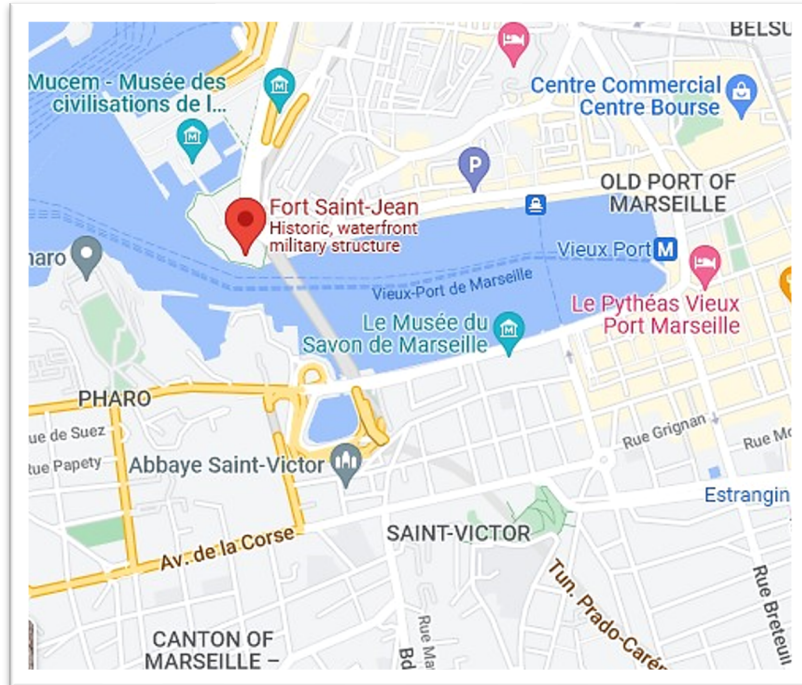 BELSU
Mucem - Musée des
civilisations de l...
Centre Commercial
Centre Bourse
P
OLD PORT OF
MARSEILLE
Fort Saint-Jean
Historic, waterfront
military structure
haro
Vieux Port M
Vieux-Port de Marseille
Le Pythéas Vieux
Port Marseille
Le Musée du
Savon de Marseille
PHARO
ue de Suez
Rue Papety
Rue Grignan
Rue Mo
Abbaye Saint-Victor
Estrangin
SAINT-VICTOR
Av. de la Corse
Tun. Prado-Carén
Rue Breteuil
Rue Ma
Bd
CANTON OF
MARSEILLE –